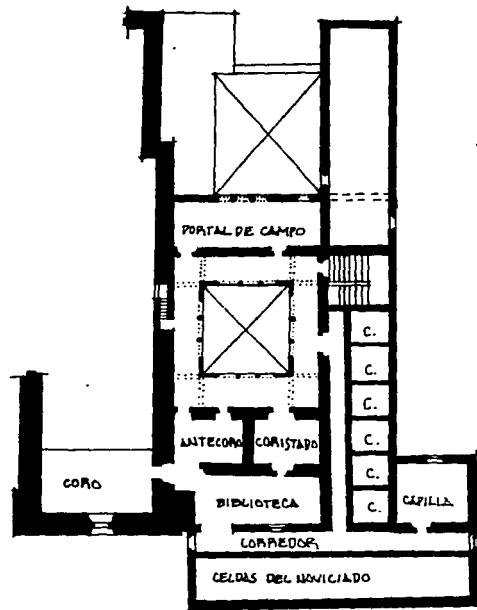 PORTAL DE CAMPO
C.
C.
C.
C.
C.
C.
ANTECORO
CORISTADO
CORO
BIBLIOTECA
CAPILLA
CORREDOR
CELDAS DEL NOVICIADO